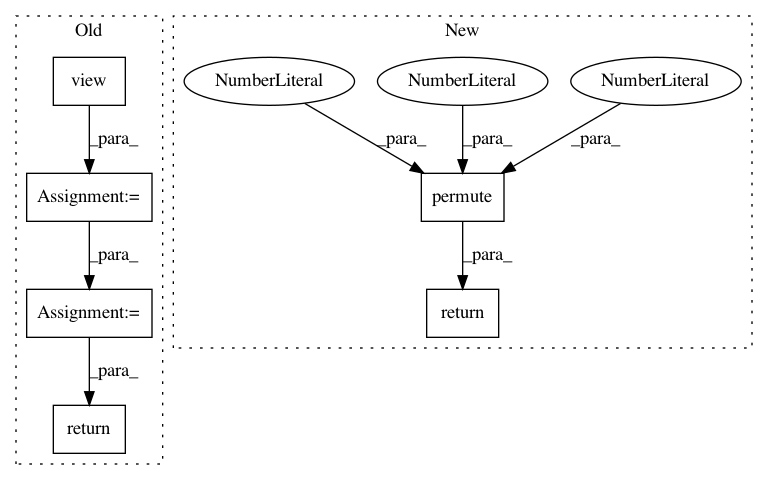 Old
New
view
NumberLiteral
NumberLiteral
NumberLiteral
_para_
_para_
_para_
_para_
Assignment:=
permute
_para_
_para_
Assignment:=
return
_para_
return